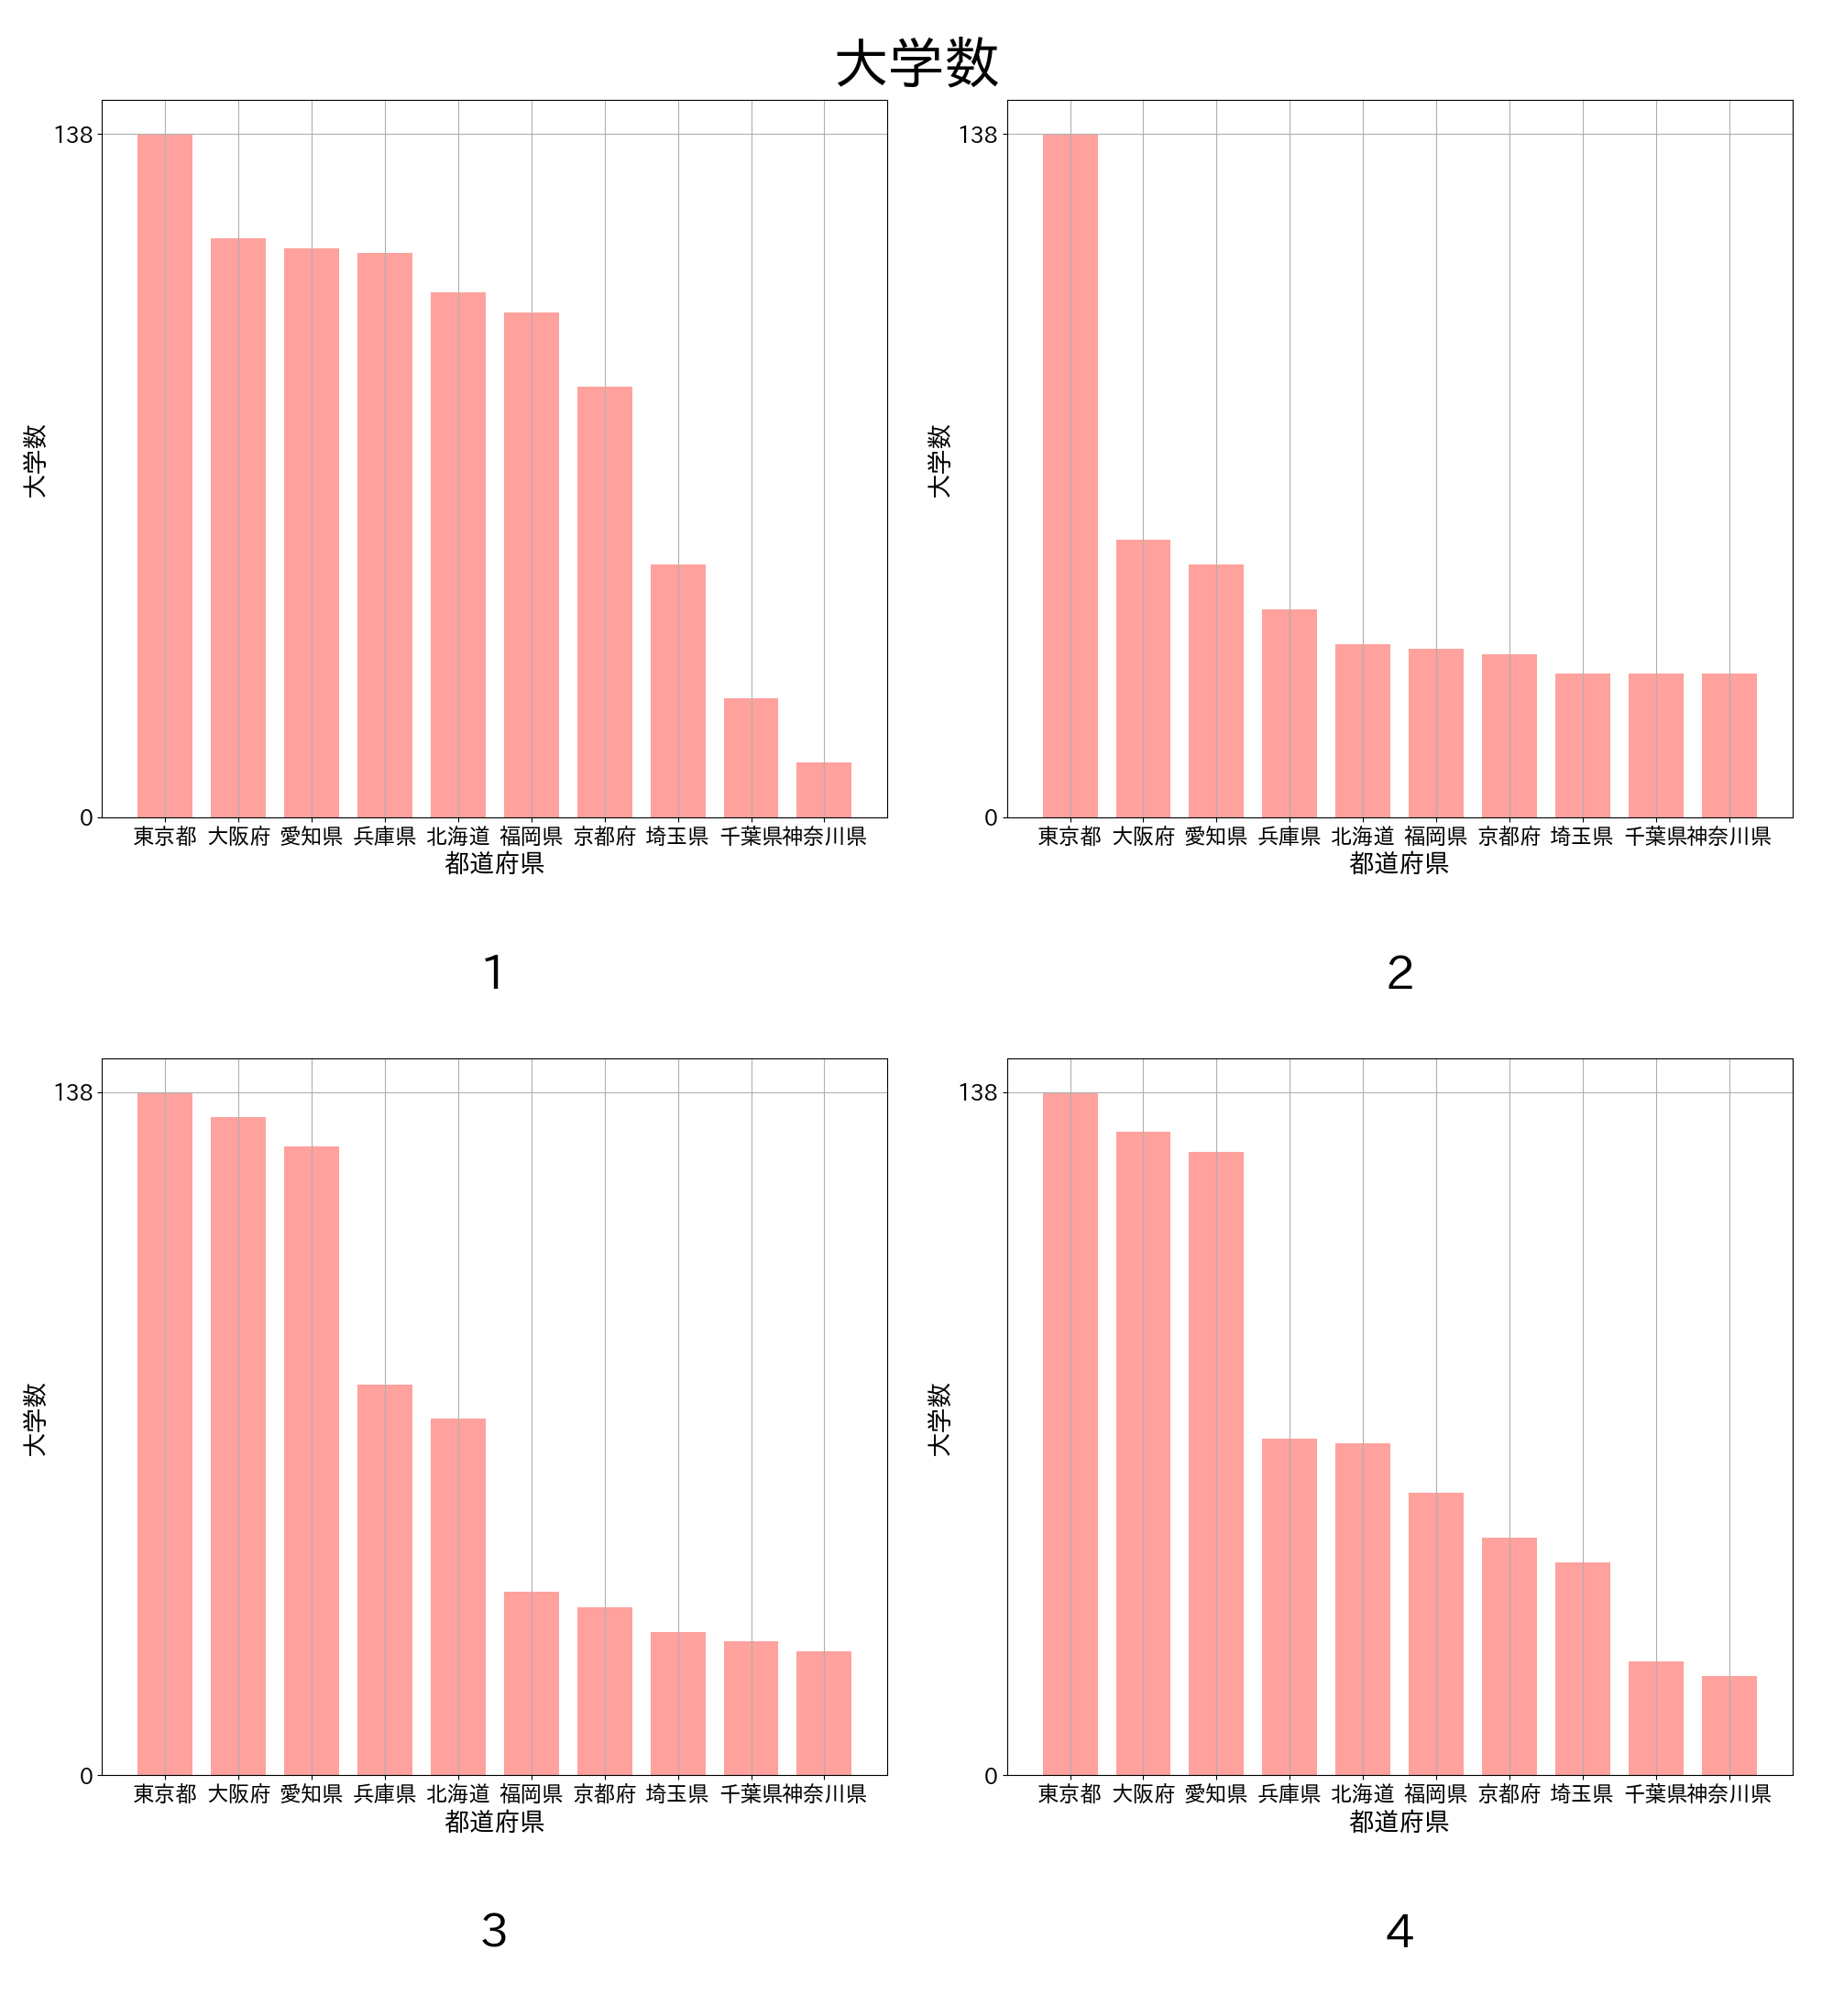 大学数
138
0
大学数
東京都 大阪府 愛知県 兵庫県 北海道 福岡県 京都府 埼玉県 千葉県 神奈川県
都道府県
1
138
0
大学数
東京都 大阪府 愛知県 兵庫県 北海道 福岡県 京都府 埼玉県 千葉県 神奈川県
都道府県
2
138
0
大学数
東京都 大阪府 愛知県 兵庫県 北海道 福岡県 京都府 埼玉県 千葉県 神奈川県
都道府県
3
138
0
大学数
東京都 大阪府 愛知県 兵庫県 北海道 福岡県 京都府 埼玉県 千葉県 神奈川県
都道府県
4